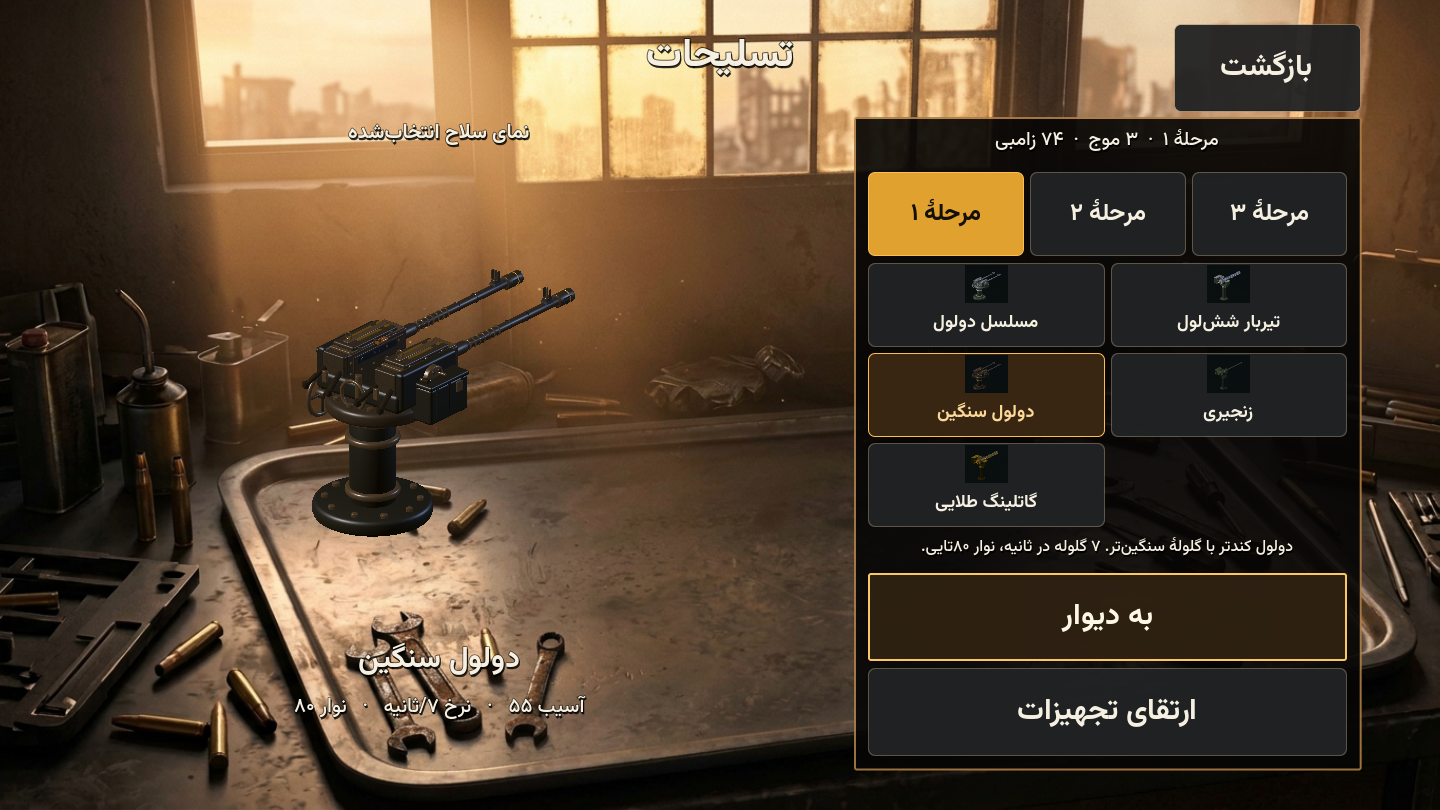 تسلیحات
بازگشت
نمای سلاح انتخاب‌شده
مرحلهٔ ۱ · ۳ موج · ۷۴ زامبی
مرحلهٔ ۳
مرحلهٔ ۲
مرحلهٔ ۱
تیربار شش‌لول
مسلسل دولول
زنجیری
دولول سنگین
گاتلینگ طلایی
دولول کندتر با گلولهٔ سنگین‌تر. ۷ گلوله در ثانیه، نوار ۸۰تایی.
به دیوار
ارتقای تجهیزات
دولول سنگین
آسیب ۵۵ · نرخ ۷/ثانیه · نوار ۸۰